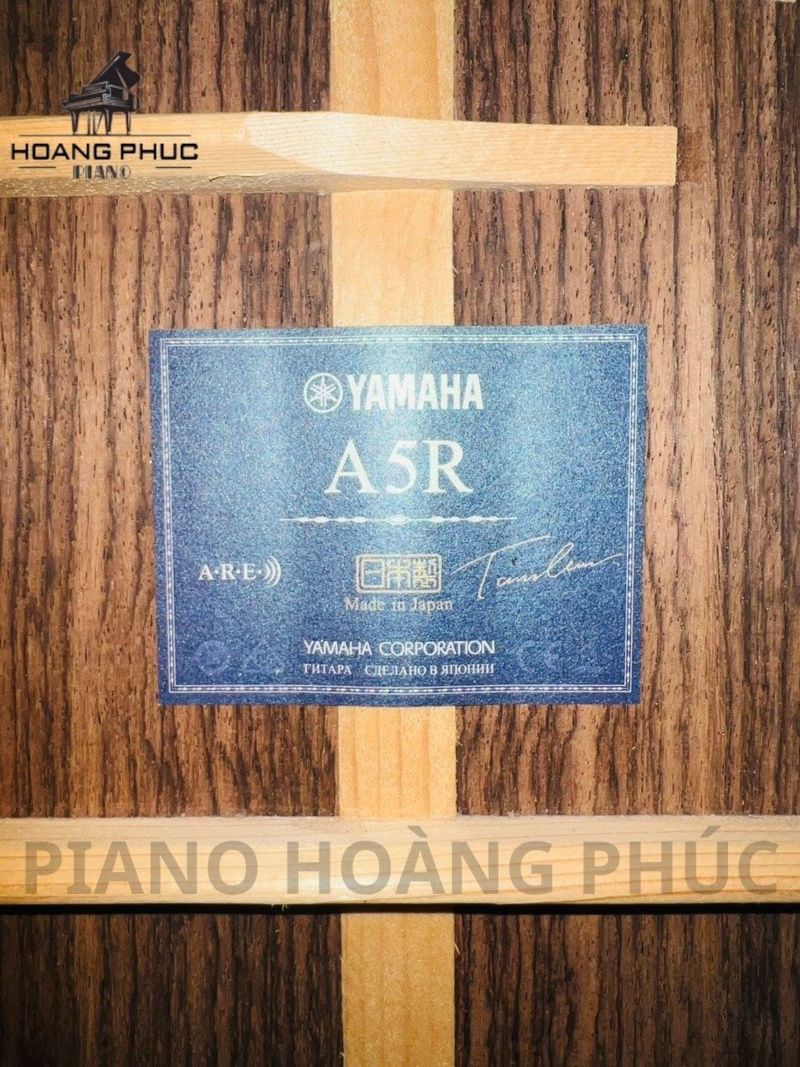 HOANG PHUC
PIANO
YAMAHA
A5R
A·R·E·
日本製
Made in Japan
YAMAHA CORPORATION
ГИТАРА СДЕЛАНО В ЯПОНИИ
CE
PIANO HOÀNG PHÚC